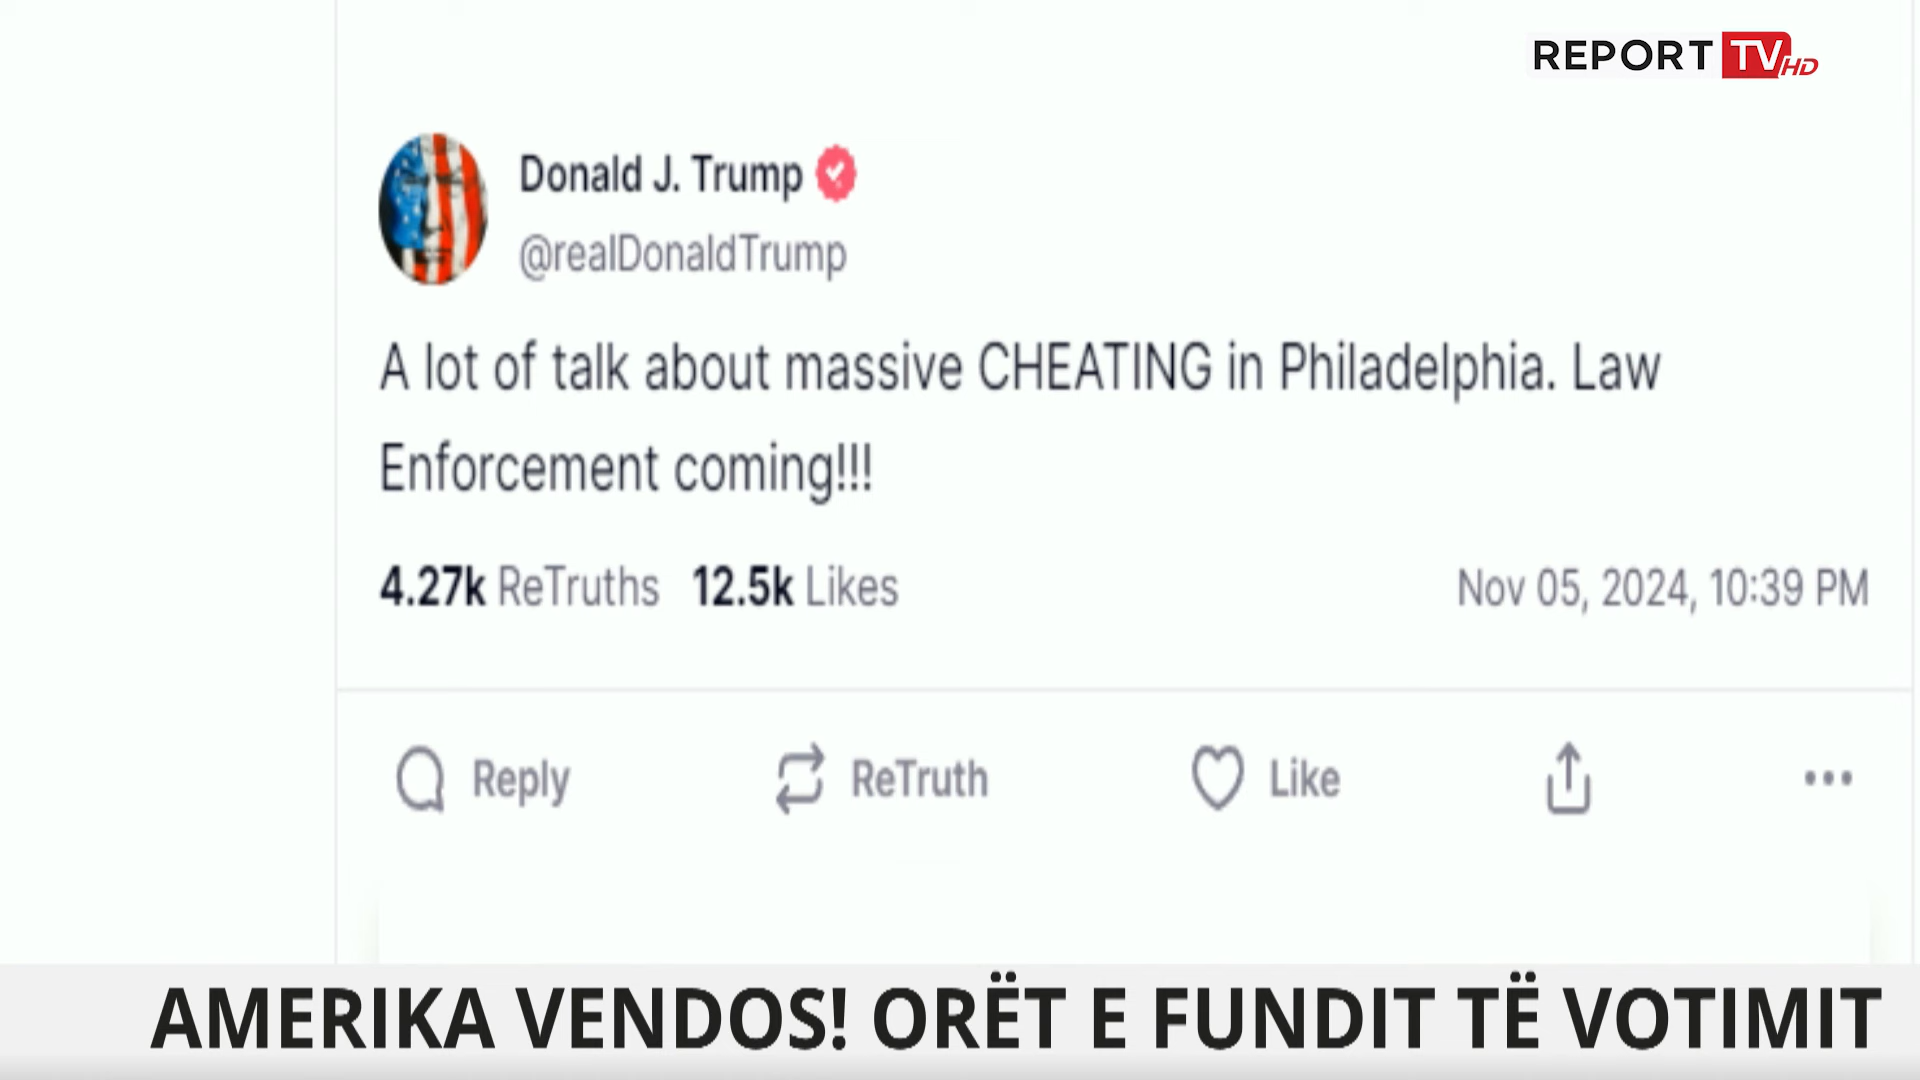 REPORT TV HD
Donald J. Trump
@realDonaldTrump
A lot of talk about massive CHEATING in Philadelphia. Law
Enforcement coming!!!
4.27k ReTruths 12.5k Likes Nov 05, 2024, 10:39 PM
Reply ReTruth Like
AMERIKA VENDOS! ORËT E FUNDIT TË VOTIMIT